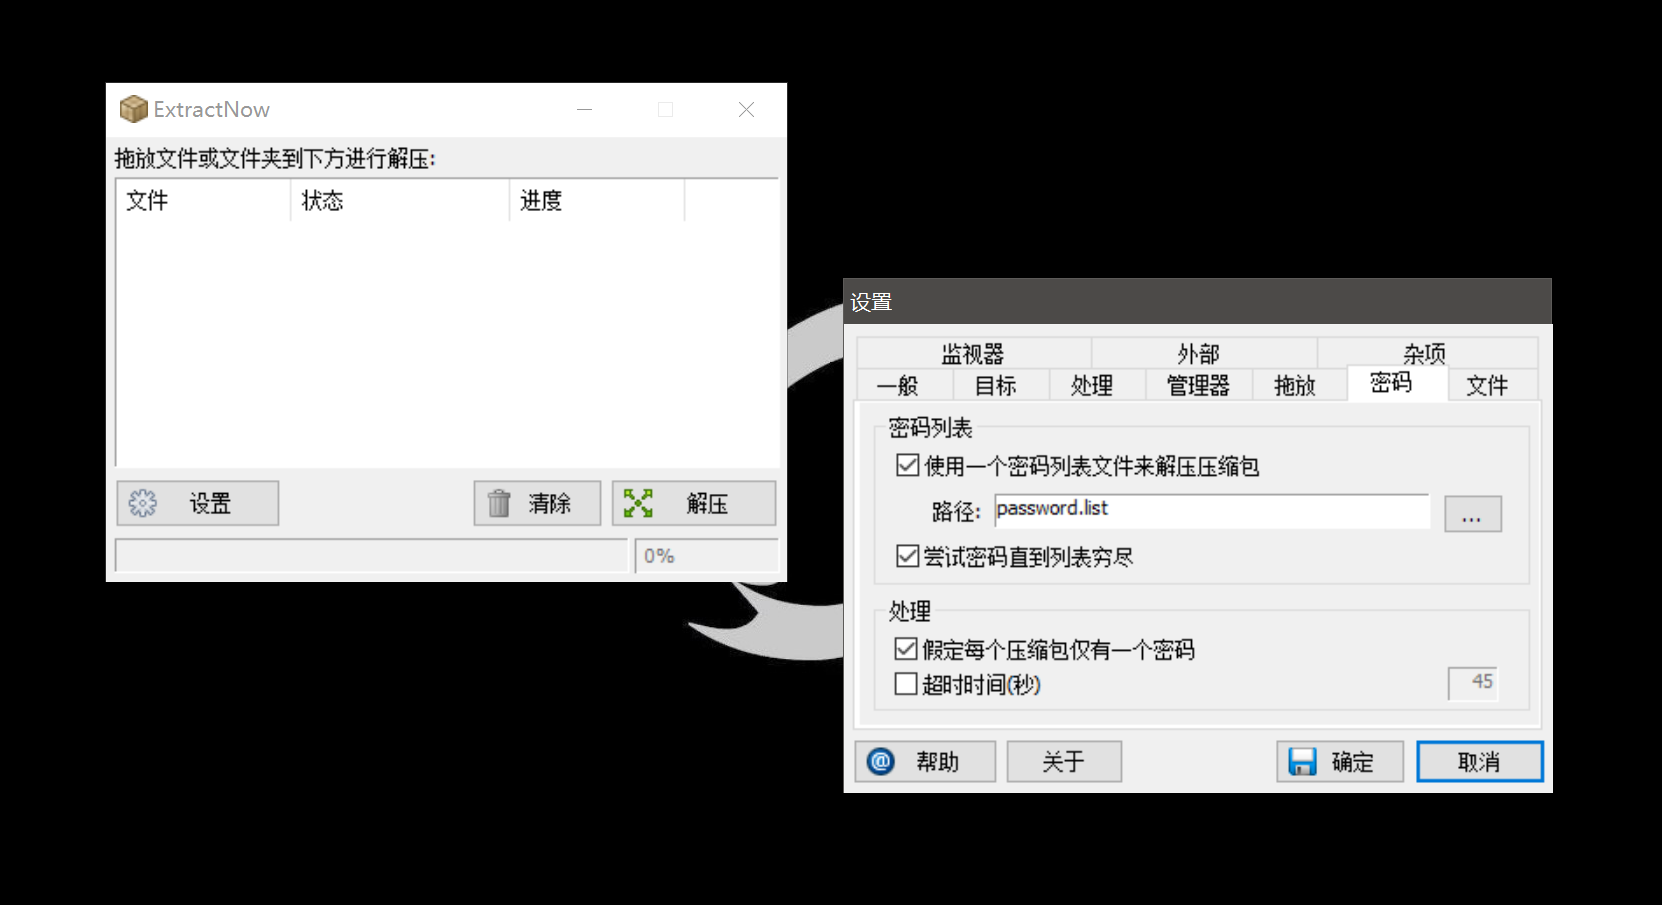 ExtractNow
拖放文件或文件夹到下方进行解压:
文件 状态 进度
设置 清除 解压
0%
设置
监视器 外部 杂项
一般 目标 处理 管理器 拖放 密码 文件
密码列表
使用一个密码列表文件来解压压缩包
路径: password.list ...
尝试密码直到列表穷尽
处理
假定每个压缩包仅有一个密码
超时时间(秒) 45
@ 帮助 关于 确定 取消